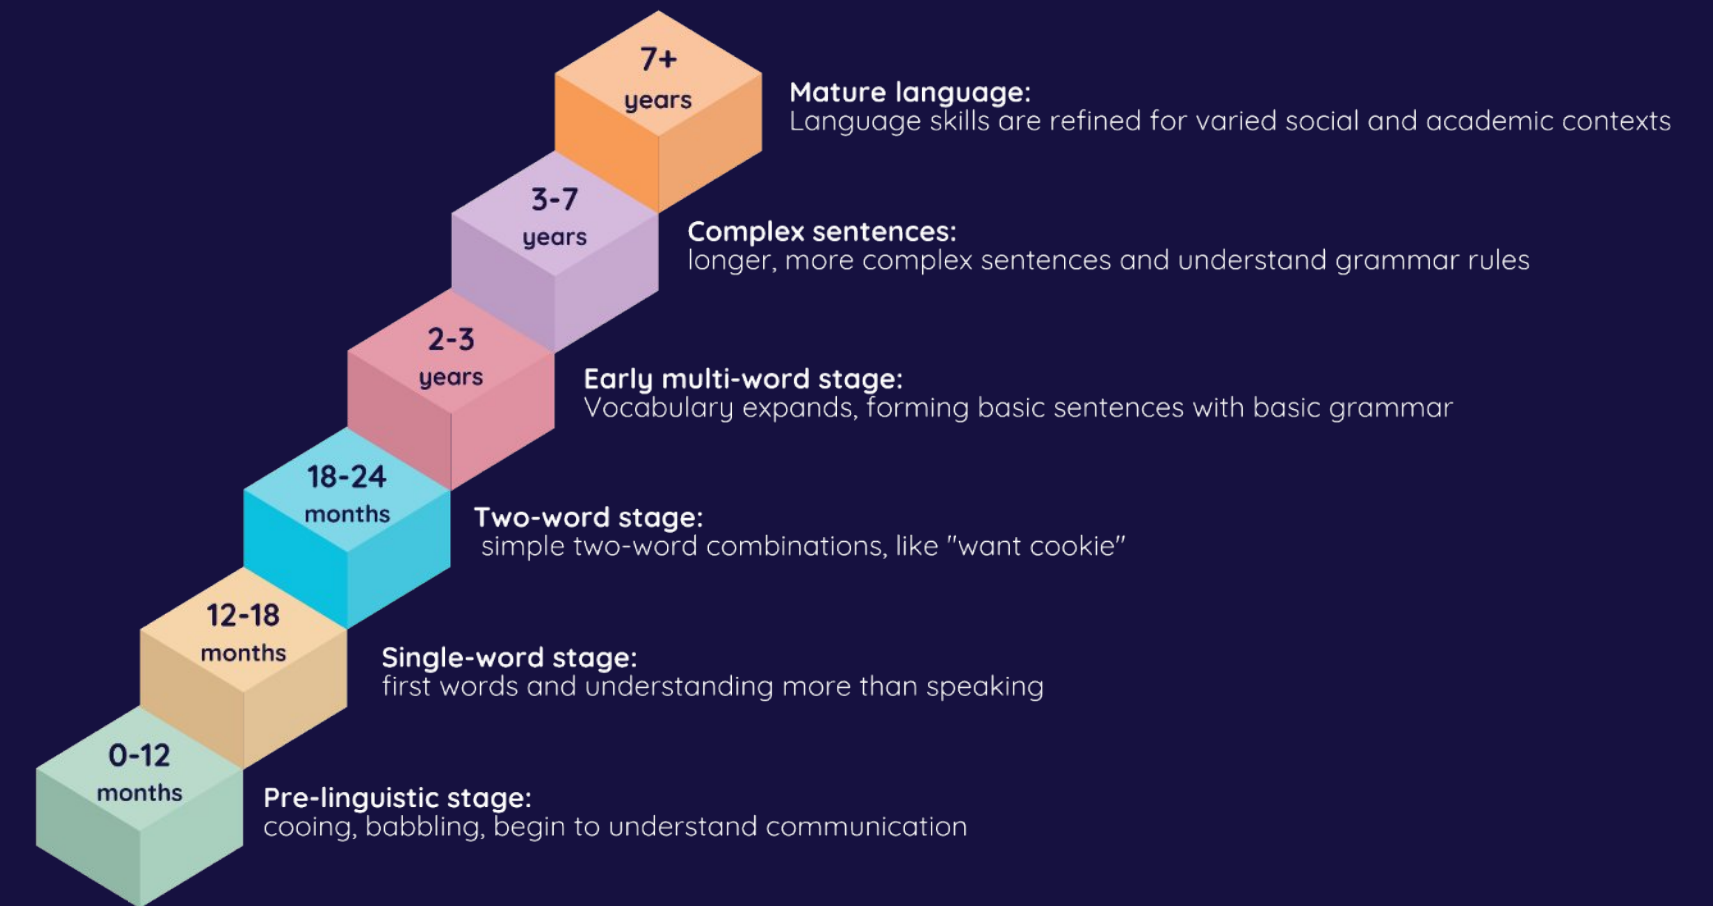 7+
years
Mature language:
Language skills are refined for varied social and academic contexts
3-7
years
Complex sentences:
longer, more complex sentences and understand grammar rules
2-3
years
Early multi-word stage:
Vocabulary expands, forming basic sentences with basic grammar
18-24
months
Two-word stage:
simple two-word combinations, like "want cookie"
12-18
months
Single-word stage:
first words and understanding more than speaking
0-12
months
Pre-linguistic stage:
cooing, babbling, begin to understand communication